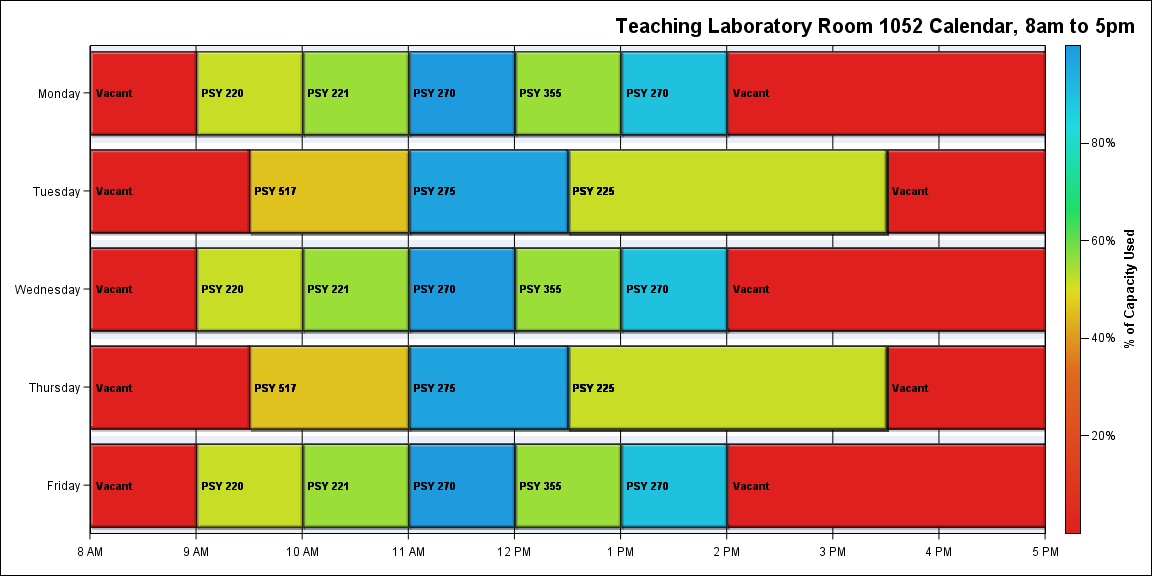 Teaching Laboratory Room 1052 Calendar, 8am to 5pm
Monday Vacant PSY 220 PSY 221 PSY 270 PSY 355 PSY 270 Vacant
Tuesday Vacant PSY 517 PSY 275 PSY 225 Vacant
Wednesday Vacant PSY 220 PSY 221 PSY 270 PSY 355 PSY 270 Vacant
Thursday Vacant PSY 517 PSY 275 PSY 225 Vacant
Friday Vacant PSY 220 PSY 221 PSY 270 PSY 355 PSY 270 Vacant
8 AM 9 AM 10 AM 11 AM 12 PM 1 PM 2 PM 3 PM 4 PM 5 PM
80%
60%
40%
20%
% of Capacity Used